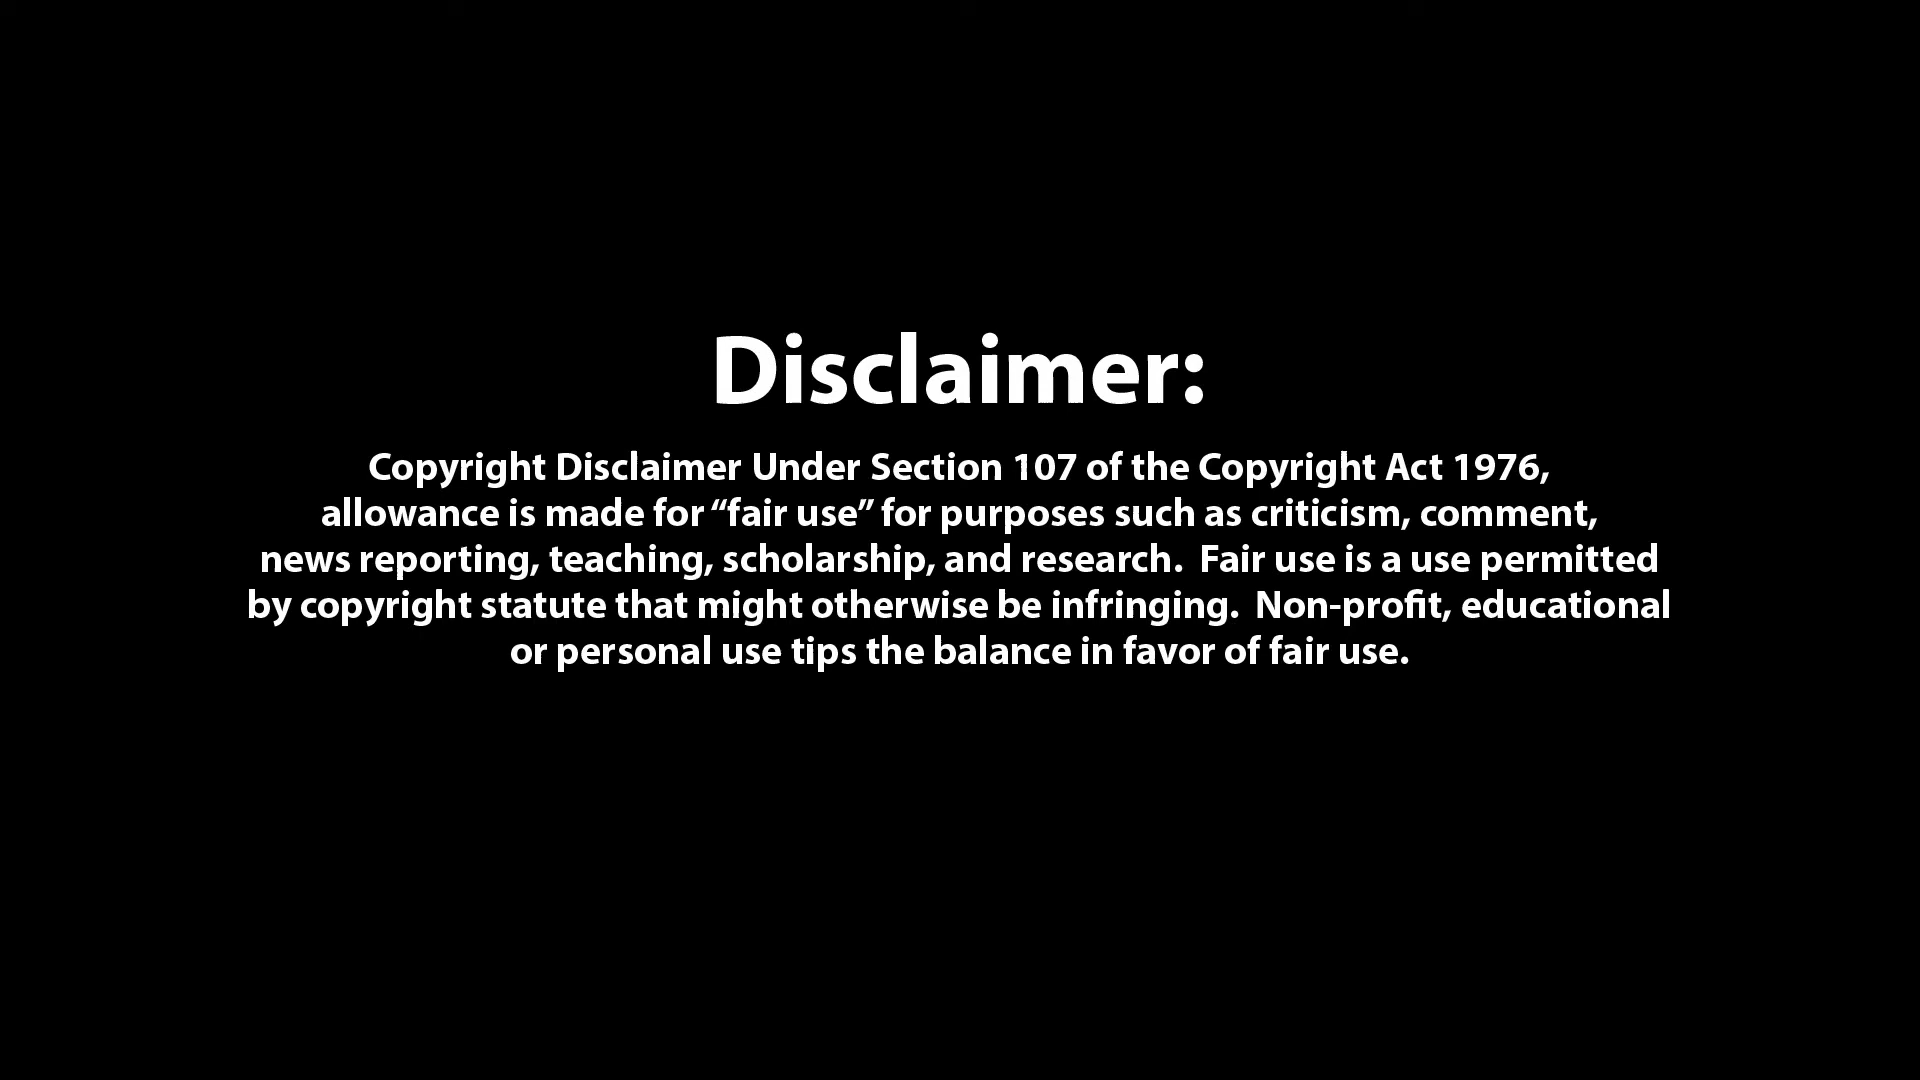 Disclaimer:
Copyright Disclaimer Under Section 107 of the Copyright Act 1976,
allowance is made for “fair use” for purposes such as criticism, comment,
news reporting, teaching, scholarship, and research.  Fair use is a use permitted
by copyright statute that might otherwise be infringing.  Non-profit, educational
or personal use tips the balance in favor of fair use.